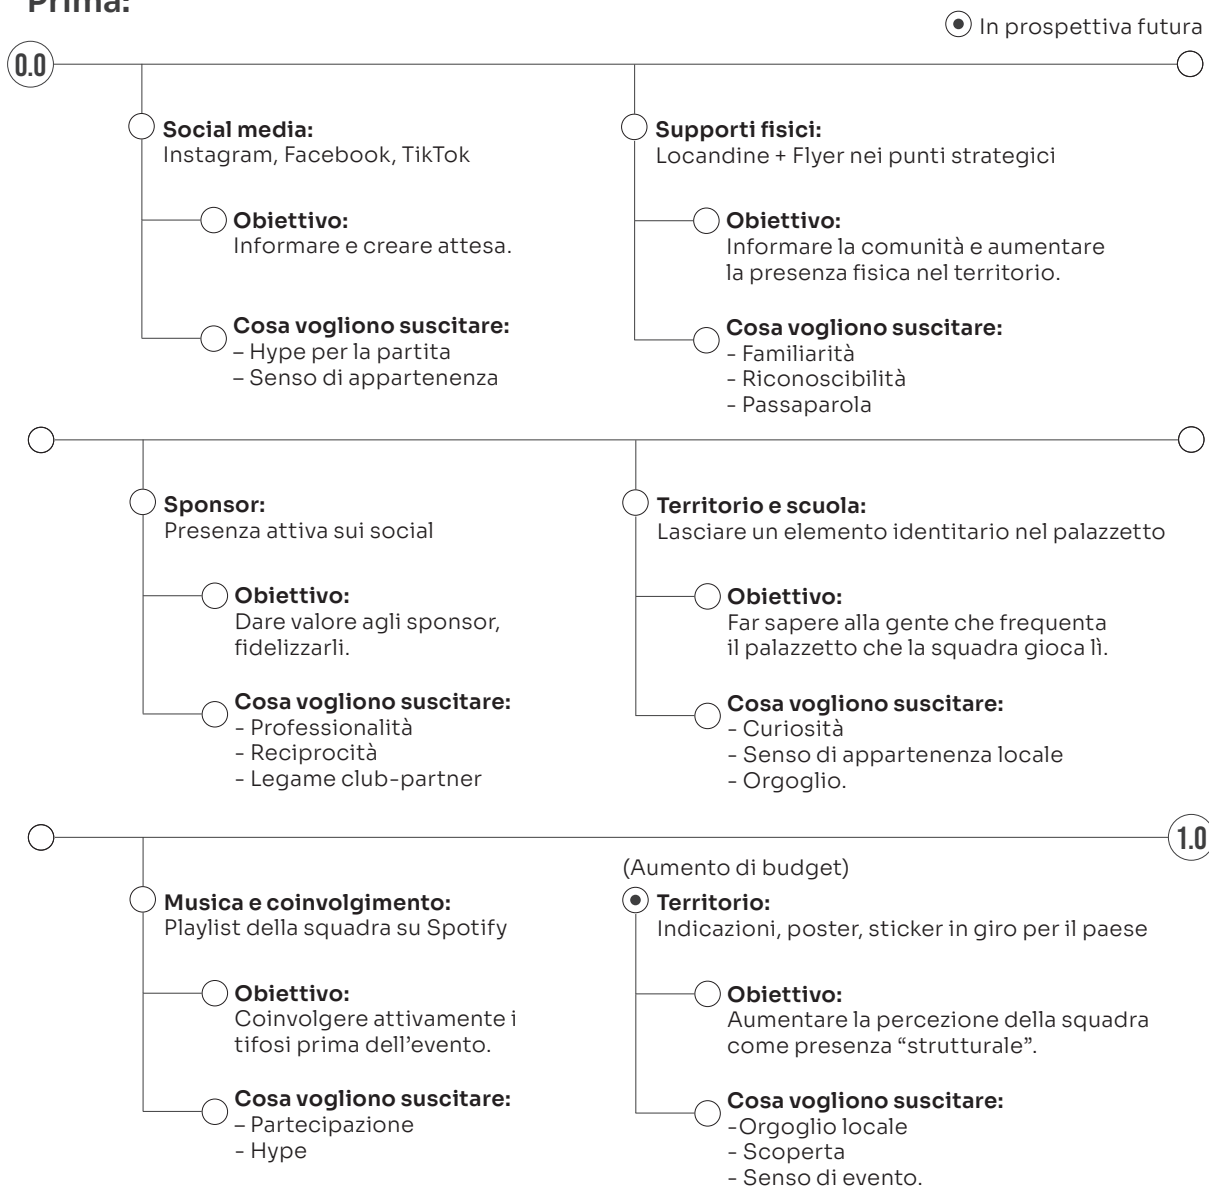 Prima:
In prospettiva futura
0.0
Social media:
Instagram, Facebook, TikTok
Obiettivo:
Informare e creare attesa.
Cosa vogliono suscitare:
– Hype per la partita
– Senso di appartenenza
Supporti fisici:
Locandine + Flyer nei punti strategici
Obiettivo:
Informare la comunità e aumentare
la presenza fisica nel territorio.
Cosa vogliono suscitare:
- Familiarità
- Riconoscibilità
- Passaparola
Sponsor:
Presenza attiva sui social
Obiettivo:
Dare valore agli sponsor,
fidelizzarli.
Cosa vogliono suscitare:
- Professionalità
- Reciprocità
- Legame club-partner
Territorio e scuola:
Lasciare un elemento identitario nel palazzetto
Obiettivo:
Far sapere alla gente che frequenta
il palazzetto che la squadra gioca lì.
Cosa vogliono suscitare:
- Curiosità
- Senso di appartenenza locale
- Orgoglio.
1.0
Musica e coinvolgimento:
Playlist della squadra su Spotify
Obiettivo:
Coinvolgere attivamente i
tifosi prima dell'evento.
Cosa vogliono suscitare:
– Partecipazione
- Hype
(Aumento di budget)
Territorio:
Indicazioni, poster, sticker in giro per il paese
Obiettivo:
Aumentare la percezione della squadra
come presenza “strutturale”.
Cosa vogliono suscitare:
-Orgoglio locale
- Scoperta
- Senso di evento.